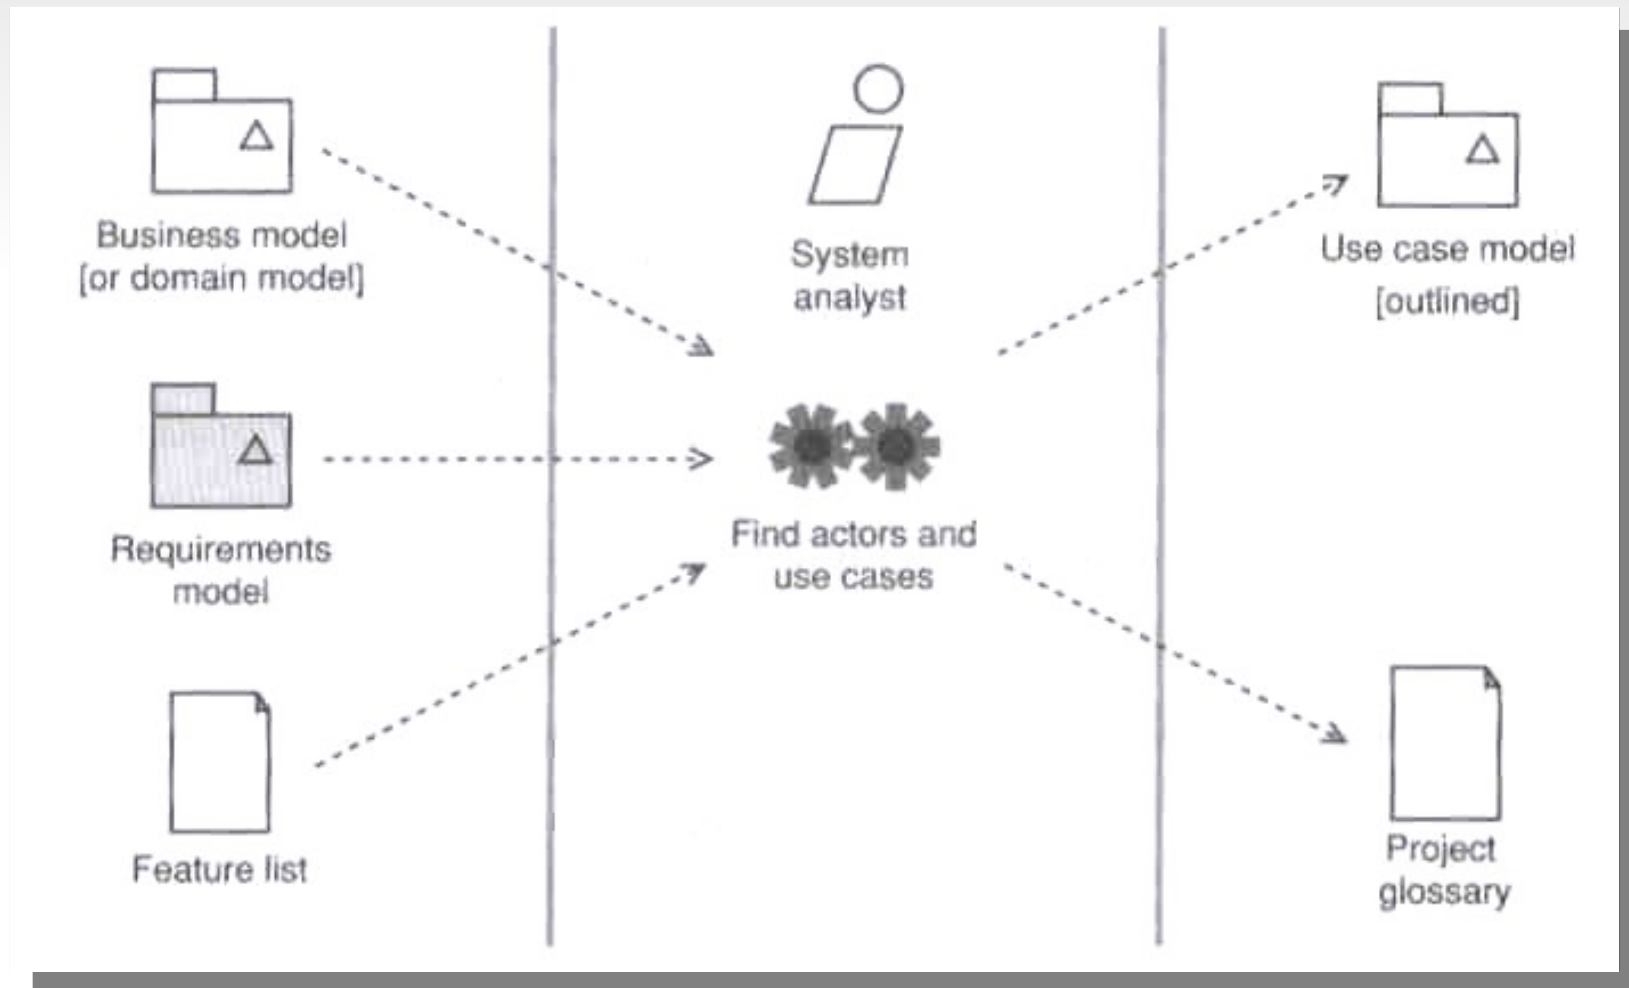 Business model
[or domain model]
Requirements
model
Feature list
System
analyst
Find actors and
use cases
Use case model
[outlined]
Project
glossary